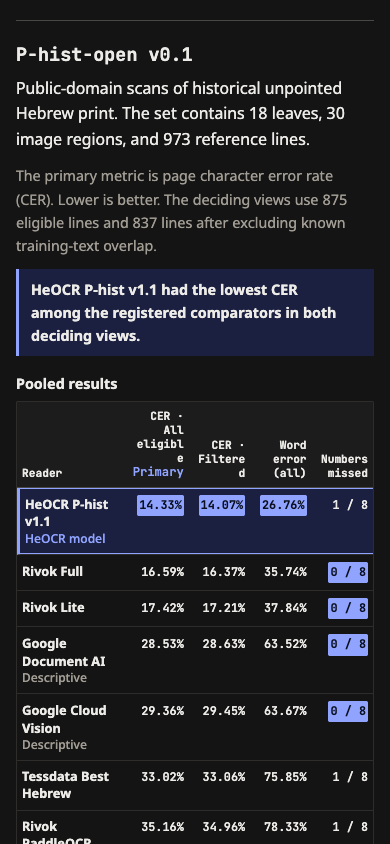 P-hist-open v0.1
Public-domain scans of historical unpointed
Hebrew print. The set contains 18 leaves, 30
image regions, and 973 reference lines.
The primary metric is page character error rate
(CER). Lower is better. The deciding views use 875
eligible lines and 837 lines after excluding known
training-text overlap.
HeOCR P-hist v1.1 had the lowest CER
among the registered comparators in both
deciding views.
Pooled results
Reader CER · All eligible Primary CER · Filtered Word error (all) Numbers missed
HeOCR P-hist v1.1 14.33% 14.07% 26.76% 1 / 8
HeOCR model
Rivok Full 16.59% 16.37% 35.74% 0 / 8
Rivok Lite 17.42% 17.21% 37.84% 0 / 8
Google Document AI 28.53% 28.63% 63.52% 0 / 8
Descriptive
Google Cloud Vision 29.36% 29.45% 63.67% 0 / 8
Descriptive
Tessdata Best Hebrew 33.02% 33.06% 75.85% 1 / 8
Rivok PaddleOCR 35.16% 34.96% 78.33% 1 / 8